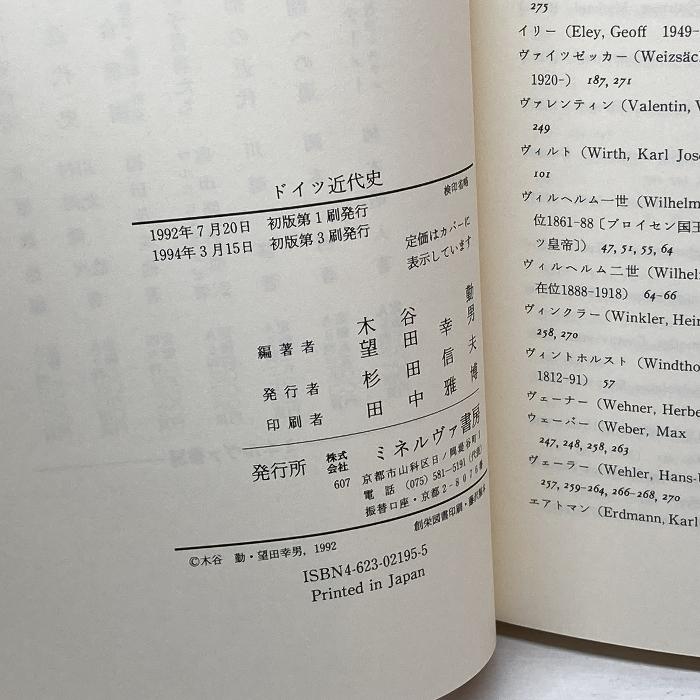 ドイツ近代史
検印省略
1992年7月20日 初版第1刷発行
1994年3月15日 初版第3刷発行
定価はカバーに
表示しています
編著者 木谷 勤
望田幸男
発行者 杉田信夫
印刷者 田中雅博
発行所 株式会社 ミネルヴァ書房
607 京都市山科区日ノ岡堤谷町1
電話 (075)581-5191(代表)
振替口座・京都2-8076番
創栄図書印刷・藤沢製本
©木谷 勤・望田幸男, 1992
ISBN4-623-02195-5
Printed in Japan
275
イリー (Eley, Geoff 1949-
ヴァイツゼッカー (Weizsäc
1920-) 187, 271
ヴァレンティン (Valentin, V
249
ヴィルト (Wirth, Karl Jose
101
ヴィルヘルム一世 (Wilhelm
位1861-88〔プロイセン国王
ツ皇帝〕) 47, 51, 55, 64
ヴィルヘルム二世 (Wilheln
在位1888-1918) 64-66
ヴィンクラー (Winkler, Hein
258, 270
ヴィントホルスト (Windtho
1812-91) 57
ヴェーナー (Wehner, Herbe
ウェーバー (Weber, Max
247, 248, 258, 263
ヴェーラー (Wehler, Hans-U
257, 259-264, 266-268, 270
エアトマン (Erdmann, Karl